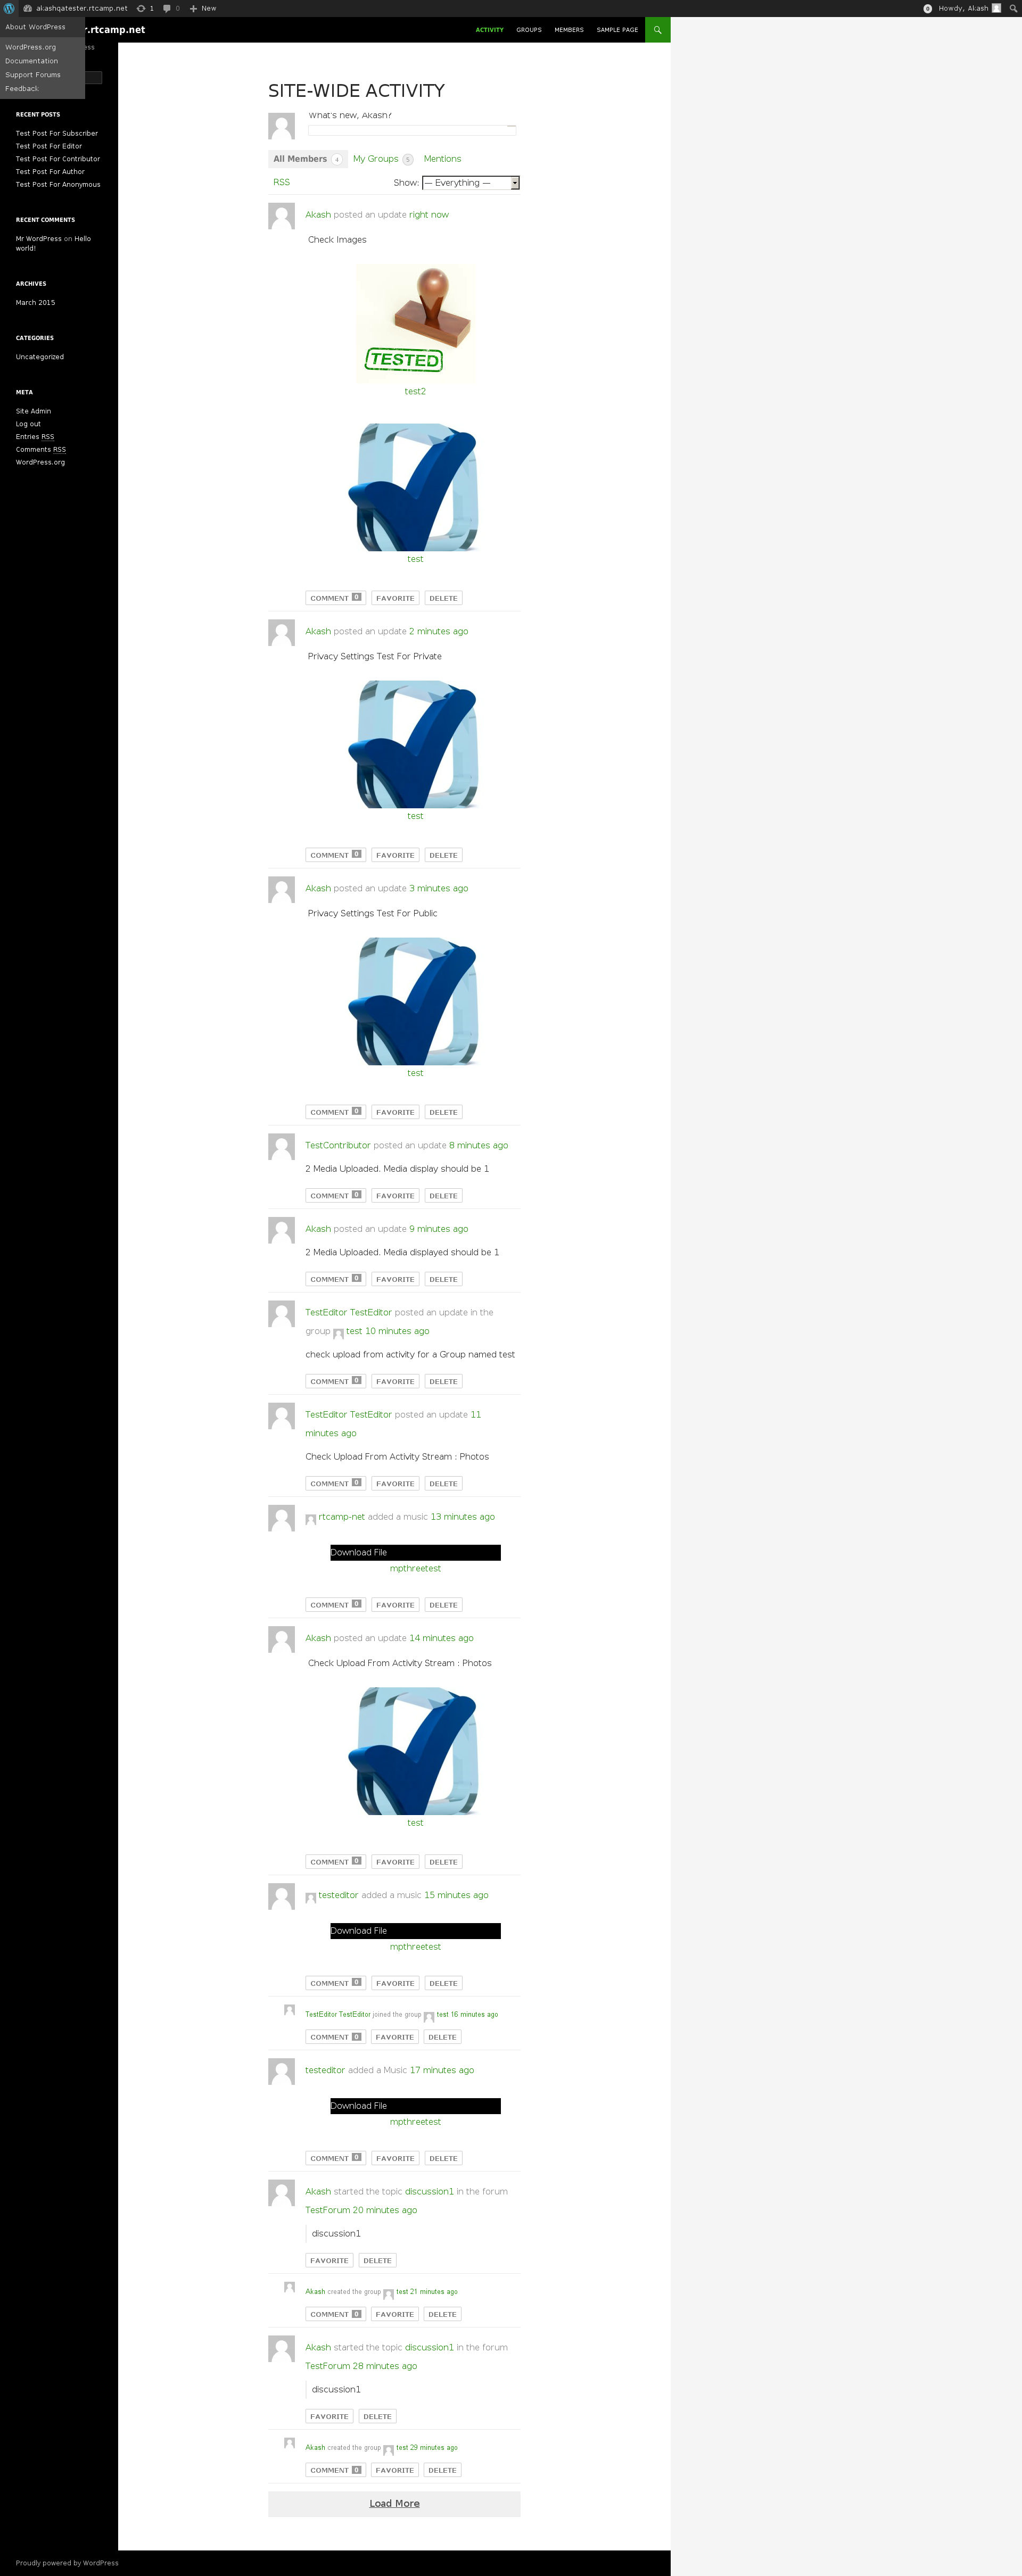 akashqatester.rtcamp.net 1 0 New 0 Howdy, Akash
About WordPress
WordPress.org
Documentation
Support Forums
Feedback
r.rtcamp.net
ess
ACTIVITY GROUPS MEMBERS SAMPLE PAGE
RECENT POSTS
Test Post For Subscriber
Test Post For Editor
Test Post For Contributor
Test Post For Author
Test Post For Anonymous
RECENT COMMENTS
Mr WordPress on Hello
world!
ARCHIVES
March 2015
CATEGORIES
Uncategorized
META
Site Admin
Log out
Entries RSS
Comments RSS
WordPress.org
SITE-WIDE ACTIVITY
What's new, Akash?
All Members 4 My Groups 5 Mentions
RSS Show: — Everything —
Akash posted an update right now
Check Images
TESTED
test2
test
COMMENT 0 FAVORITE DELETE
Akash posted an update 2 minutes ago
Privacy Settings Test For Private
test
COMMENT 0 FAVORITE DELETE
Akash posted an update 3 minutes ago
Privacy Settings Test For Public
test
COMMENT 0 FAVORITE DELETE
TestContributor posted an update 8 minutes ago
2 Media Uploaded. Media display should be 1
COMMENT 0 FAVORITE DELETE
Akash posted an update 9 minutes ago
2 Media Uploaded. Media displayed should be 1
COMMENT 0 FAVORITE DELETE
TestEditor TestEditor posted an update in the
group test 10 minutes ago
check upload from activity for a Group named test
COMMENT 0 FAVORITE DELETE
TestEditor TestEditor posted an update 11
minutes ago
Check Upload From Activity Stream : Photos
COMMENT 0 FAVORITE DELETE
rtcamp-net added a music 13 minutes ago
Download File
mpthreetest
COMMENT 0 FAVORITE DELETE
Akash posted an update 14 minutes ago
Check Upload From Activity Stream : Photos
test
COMMENT 0 FAVORITE DELETE
testeditor added a music 15 minutes ago
Download File
mpthreetest
COMMENT 0 FAVORITE DELETE
TestEditor TestEditor joined the group test 16 minutes ago
COMMENT 0 FAVORITE DELETE
testeditor added a Music 17 minutes ago
Download File
mpthreetest
COMMENT 0 FAVORITE DELETE
Akash started the topic discussion1 in the forum
TestForum 20 minutes ago
discussion1
FAVORITE DELETE
Akash created the group test 21 minutes ago
COMMENT 0 FAVORITE DELETE
Akash started the topic discussion1 in the forum
TestForum 28 minutes ago
discussion1
FAVORITE DELETE
Akash created the group test 29 minutes ago
COMMENT 0 FAVORITE DELETE
Load More
Proudly powered by WordPress